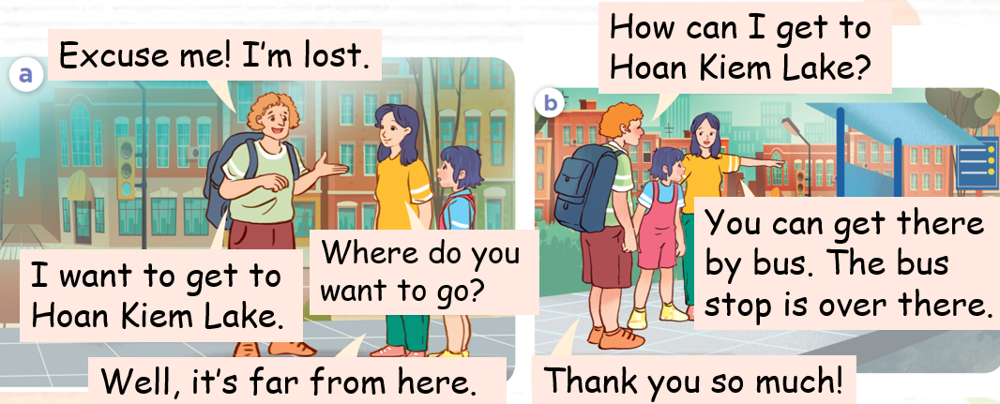 a
Excuse me! I'm lost.
Where do you
want to go?
I want to get to
Hoan Kiem Lake.
Well, it's far from here.
b
How can I get to
Hoan Kiem Lake?
You can get there
by bus. The bus
stop is over there.
Thank you so much!